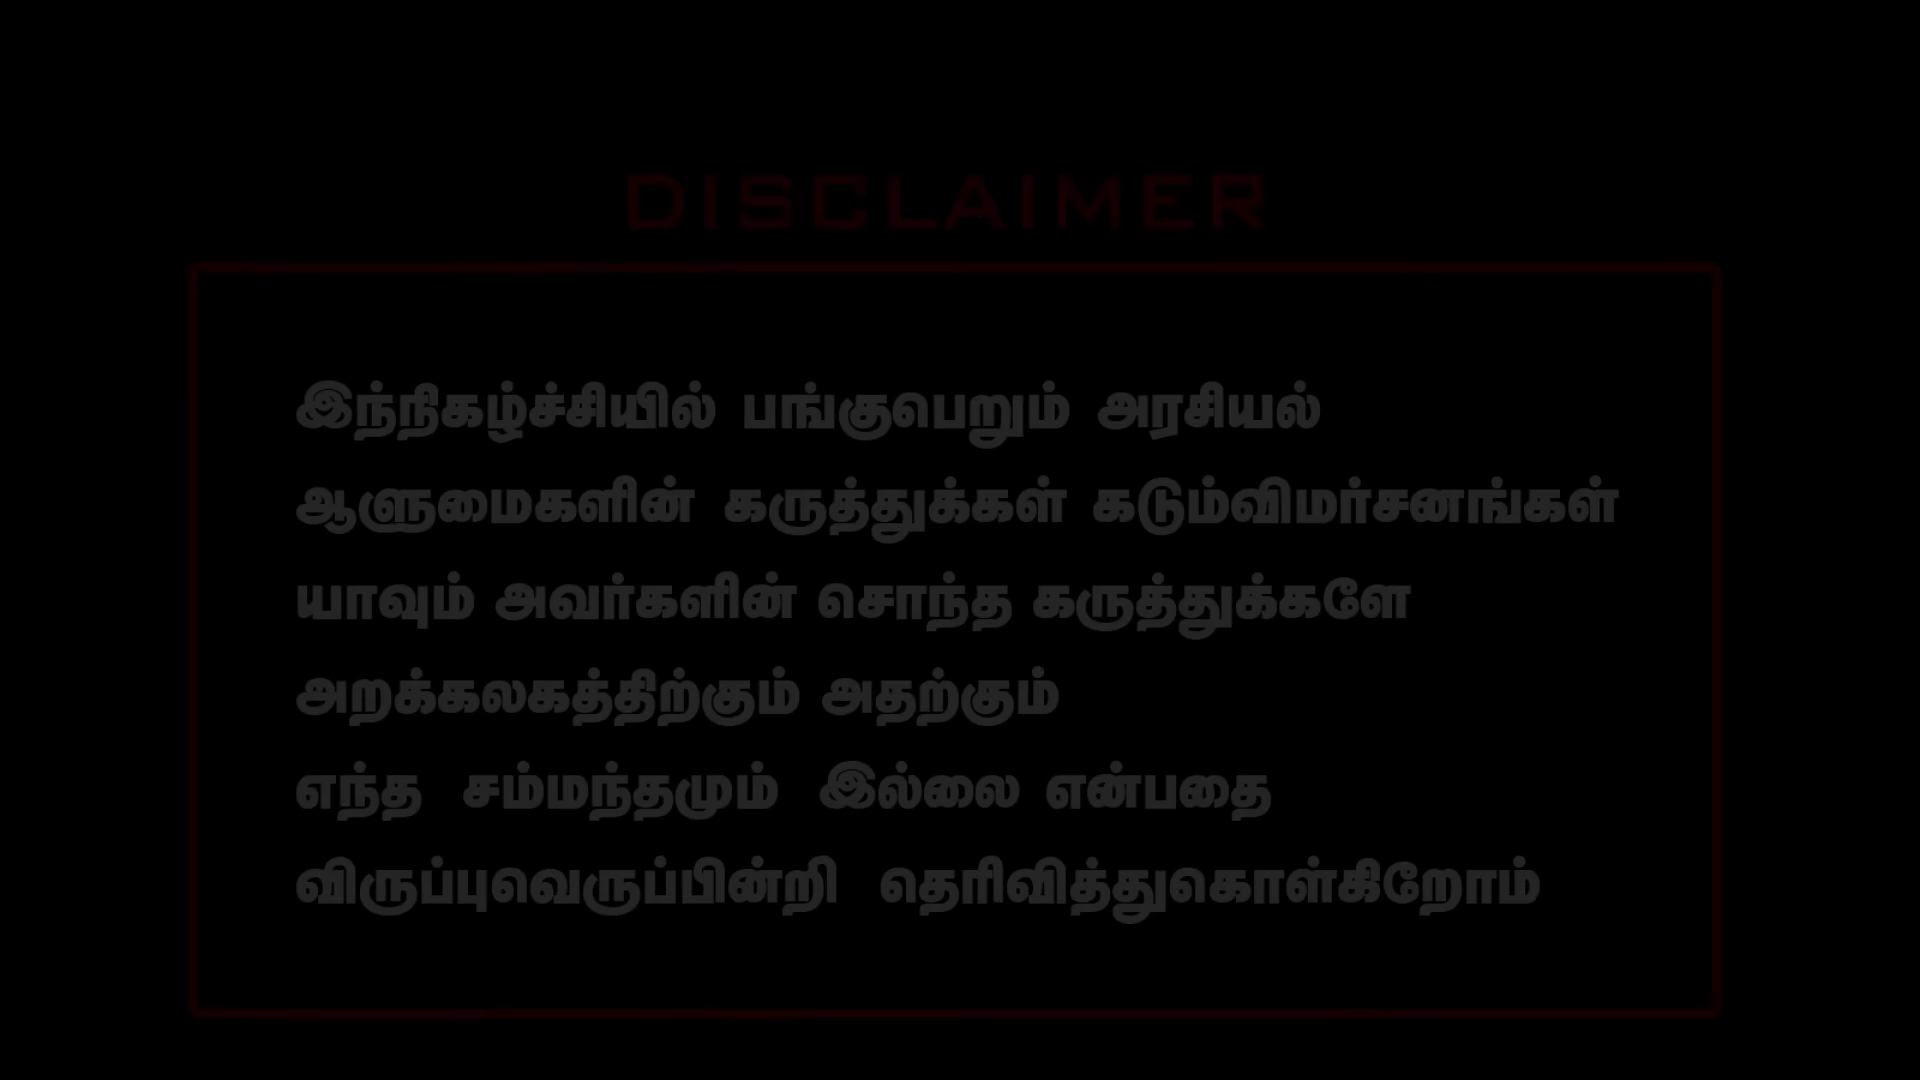 DISCLAIMER
இந்நிகழ்ச்சியில் பங்குபெறும் அரசியல்
ஆளுமைகளின் கருத்துக்கள் கடும்விமர்சனங்கள்
யாவும் அவர்களின் சொந்த கருத்துக்களே
அறக்கலகத்திற்கும் அதற்கும்
எந்த சம்மந்தமும் இல்லை என்பதை
விருப்புவெருப்பின்றி தெரிவித்துகொள்கிறோம்